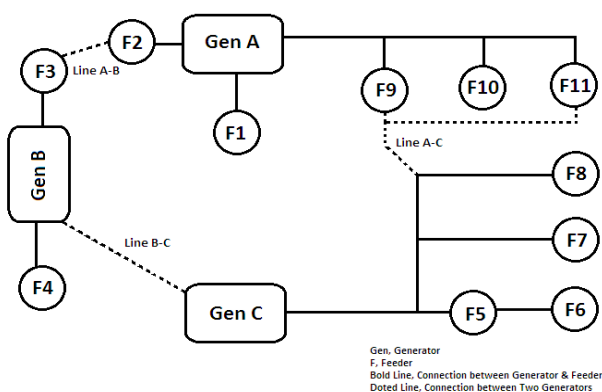 F2
Gen A
F3
Line A-B
F9
F10
F11
F1
Line A-C
Gen B
F8
F7
Line B-C
F4
Gen C
F5
F6
Gen, Generator
F, Feeder
Bold Line, Connection between Generator & Feeder
Doted Line, Connection between Two Generators